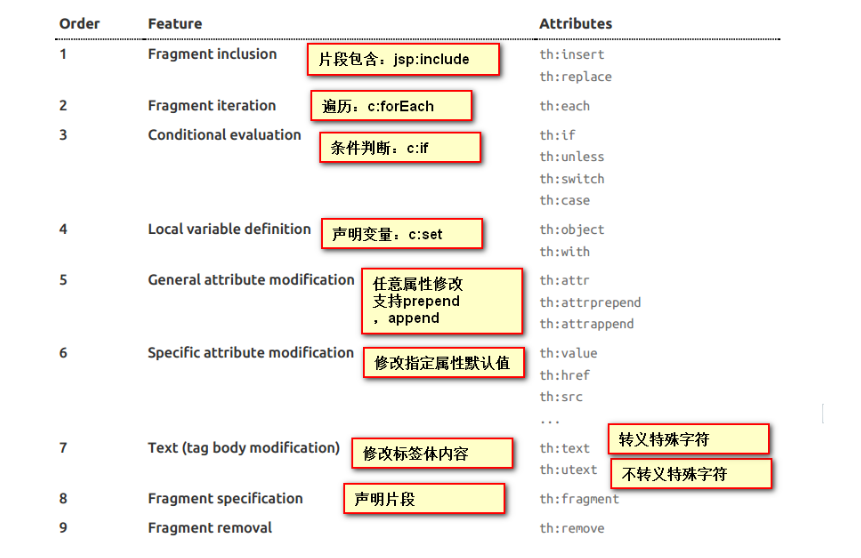 Order Feature Attributes
1 Fragment inclusion 片段包含：jsp:include th:insert
th:replace
2 Fragment iteration 遍历：c:forEach th:each
3 Conditional evaluation 条件判断：c:if th:if
th:unless
th:switch
th:case
4 Local variable definition 声明变量：c:set th:object
th:with
5 General attribute modification 任意属性修改 th:attr
支持prepend th:attrprepend
，append th:attrappend
6 Specific attribute modification 修改指定属性默认值 th:value
th:href
th:src
...
7 Text (tag body modification) 修改标签体内容 th:text 转义特殊字符
th:utext 不转义特殊字符
8 Fragment specification 声明片段 th:fragment
9 Fragment removal th:remove